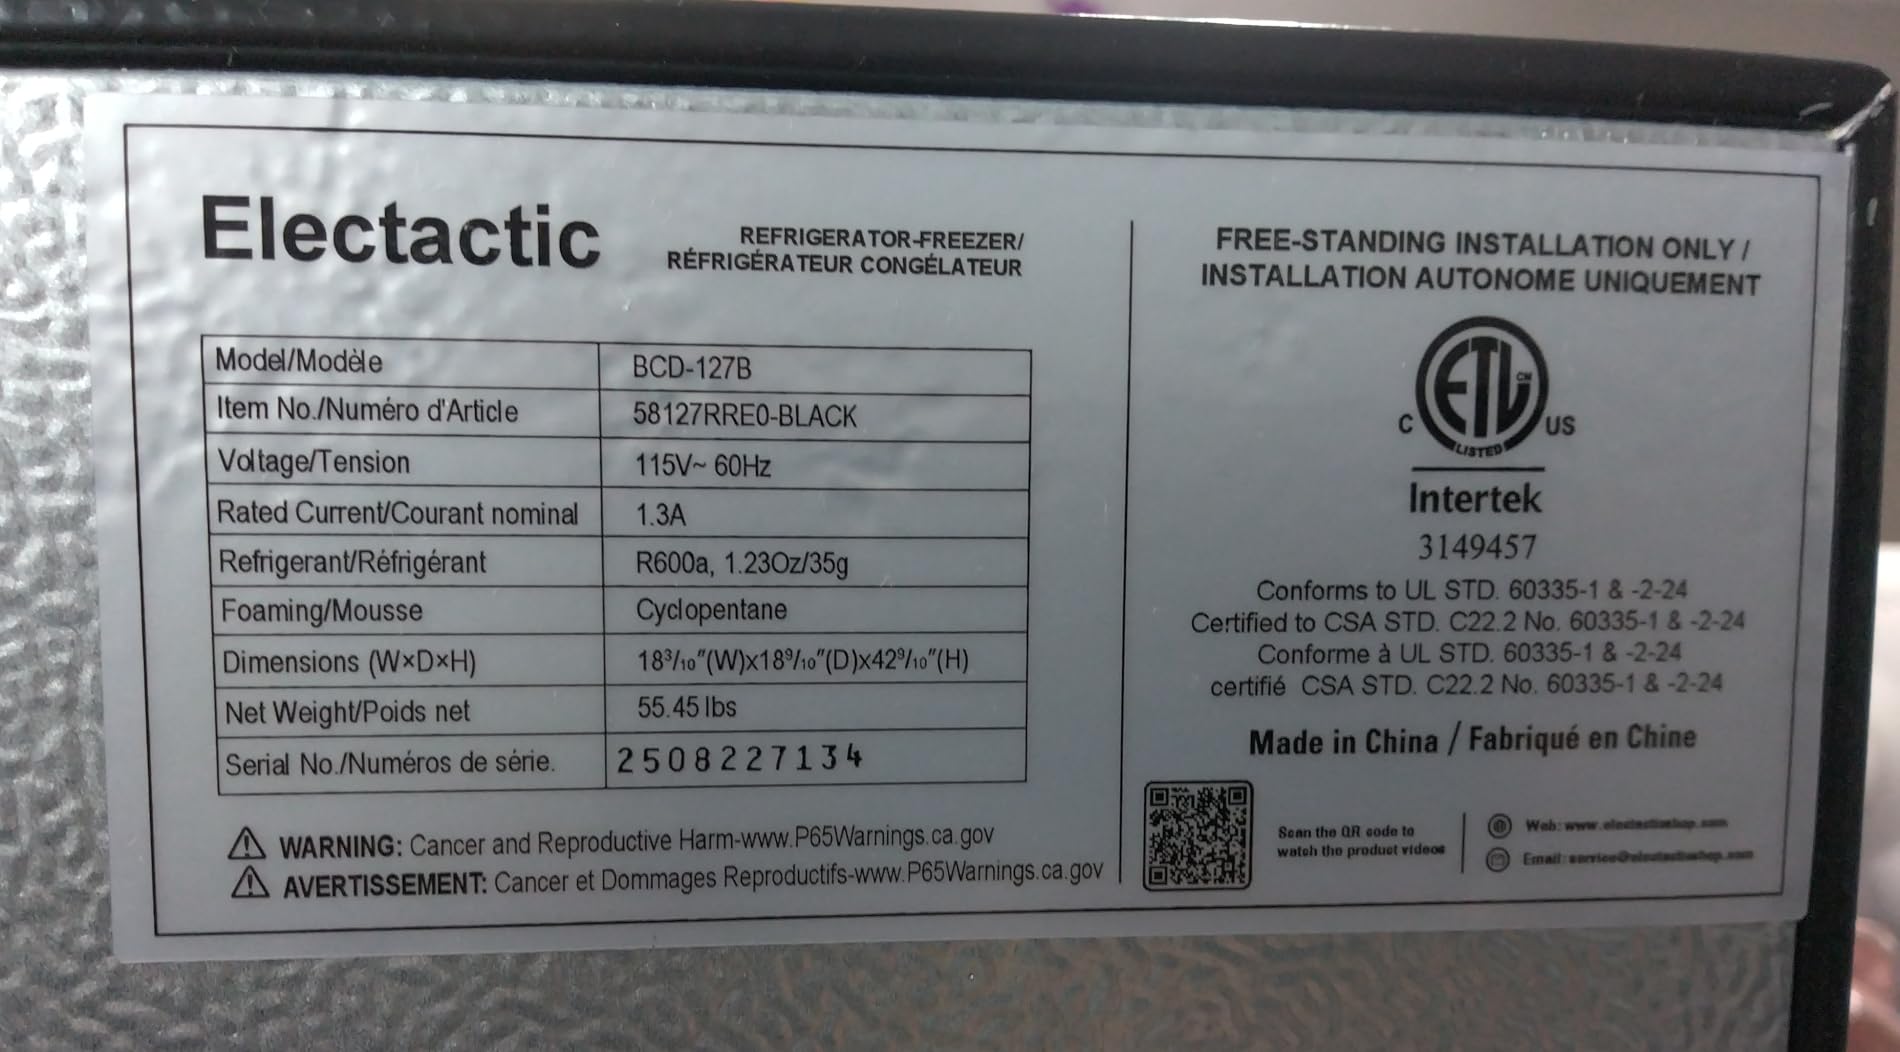 Electactic
REFRIGERATOR-FREEZER/
RÉFRIGÉRATEUR CONGÉLATEUR
Model/Modèle BCD-127B
Item No./Numéro d'Article 58127RRE0-BLACK
Voltage/Tension 115V~ 60Hz
Rated Current/Courant nominal 1.3A
Refrigerant/Réfrigérant R600a, 1.23Oz/35g
Foaming/Mousse Cyclopentane
Dimensions (W×D×H) 18³/₁₀"(W)x18⁹/₁₀"(D)x42⁹/₁₀"(H)
Net Weight/Poids net 55.45 lbs
Serial No./Numéros de série. 2508227134
WARNING: Cancer and Reproductive Harm-www.P65Warnings.ca.gov
AVERTISSEMENT: Cancer et Dommages Reproductifs-www.P65Warnings.ca.gov
FREE-STANDING INSTALLATION ONLY /
INSTALLATION AUTONOME UNIQUEMENT
ETL CM
C US
LISTED
Intertek
3149457
Conforms to UL STD. 60335-1 & -2-24
Certified to CSA STD. C22.2 No. 60335-1 & -2-24
Conforme à UL STD. 60335-1 & -2-24
certifié CSA STD. C22.2 No. 60335-1 & -2-24
Made in China / Fabriqué en Chine
Scan the QR code to
watch the product videos
Web:
Email: